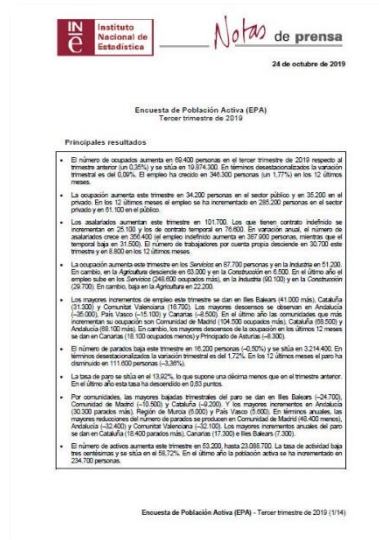 INE
Instituto
Nacional de
Estadística
Notas de prensa
24 de octubre de 2019
Encuesta de Población Activa (EPA)
Tercer trimestre de 2019
Principales resultados
• El número de ocupados aumenta en 69.400 personas en el tercer trimestre de 2019 respecto al
trimestre anterior (un 0,35%) y se sitúa en 19.874.300. En términos desestacionalizados la variación
trimestral es del 0,09%. El empleo ha crecido en 346.300 personas (un 1,77%) en los 12 últimos
meses.
• La ocupación aumenta este trimestre en 34.200 personas en el sector público y en 35.200 en el
privado. En los 12 últimos meses el empleo se ha incrementado en 285.200 personas en el sector
privado y en 61.100 en el público.
• Los asalariados aumentan este trimestre en 101.700. Los que tienen contrato indefinido se
incrementan en 25.100 y los de contrato temporal en 76.600. En variación anual, el número de
asalariados crece en 356.400 (el empleo indefinido aumenta en 387.900 personas, mientras que el
temporal baja en 31.500). El número de trabajadores por cuenta propia desciende en 30.700 este
trimestre y en 8.800 en los 12 últimos meses.
• La ocupación aumenta este trimestre en los Servicios en 87.700 personas y en la Industria en 51.200.
En cambio, en la Agricultura desciende en 63.000 y en la Construcción en 6.500. En el último año el
empleo sube en los Servicios (248.600 ocupados más), en la Industria (90.100) y en la Construcción
(29.700). En cambio, baja en la Agricultura en 22.200.
• Los mayores incrementos de empleo este trimestre se dan en Illes Balears (41.000 más), Cataluña
(31.300) y Comunitat Valenciana (16.700). Los mayores descensos se observan en Andalucía
(–35.000), País Vasco (–15.100) y Canarias (–8.500). En el último año las comunidades que más
incrementan su ocupación son Comunidad de Madrid (134.500 ocupados más), Cataluña (68.500) y
Andalucía (68.100 más). En cambio, los mayores descensos de la ocupación en los últimos 12 meses
se dan en Canarias (18.100 ocupados menos) y Principado de Asturias (–8.300).
• El número de parados baja este trimestre en 16.200 personas (–0,50%) y se sitúa en 3.214.400. En
términos desestacionalizados la variación trimestral es del 1,72%. En los 12 últimos meses el paro ha
disminuido en 111.600 personas (–3,36%).
• La tasa de paro se sitúa en el 13,92%, lo que supone una décima menos que en el trimestre anterior.
En el último año esta tasa ha descendido en 0,63 puntos.
• Por comunidades, las mayores bajadas trimestrales del paro se dan en Illes Balears (–24.700),
Comunidad de Madrid (–18.500) y Cataluña (–9.200). Y los mayores incrementos en Andalucía
(30.300 parados más), Región de Murcia (6.000) y País Vasco (5.600). En términos anuales, las
mayores reducciones del número de parados se producen en Comunidad de Madrid (48.400 menos),
Andalucía (–32.400) y Comunitat Valenciana (–32.100). Los mayores incrementos anuales del paro
se dan en Cataluña (18.400 parados más), Canarias (17.300) e Illes Balears (7.300).
• El número de activos aumenta este trimestre en 53.200, hasta 23.088.700. La tasa de actividad baja
tres centésimas y se sitúa en el 58,72%. En el último año la población activa se ha incrementado en
234.700 personas.
Encuesta de Población Activa (EPA) - Tercer trimestre de 2019 (1/14)